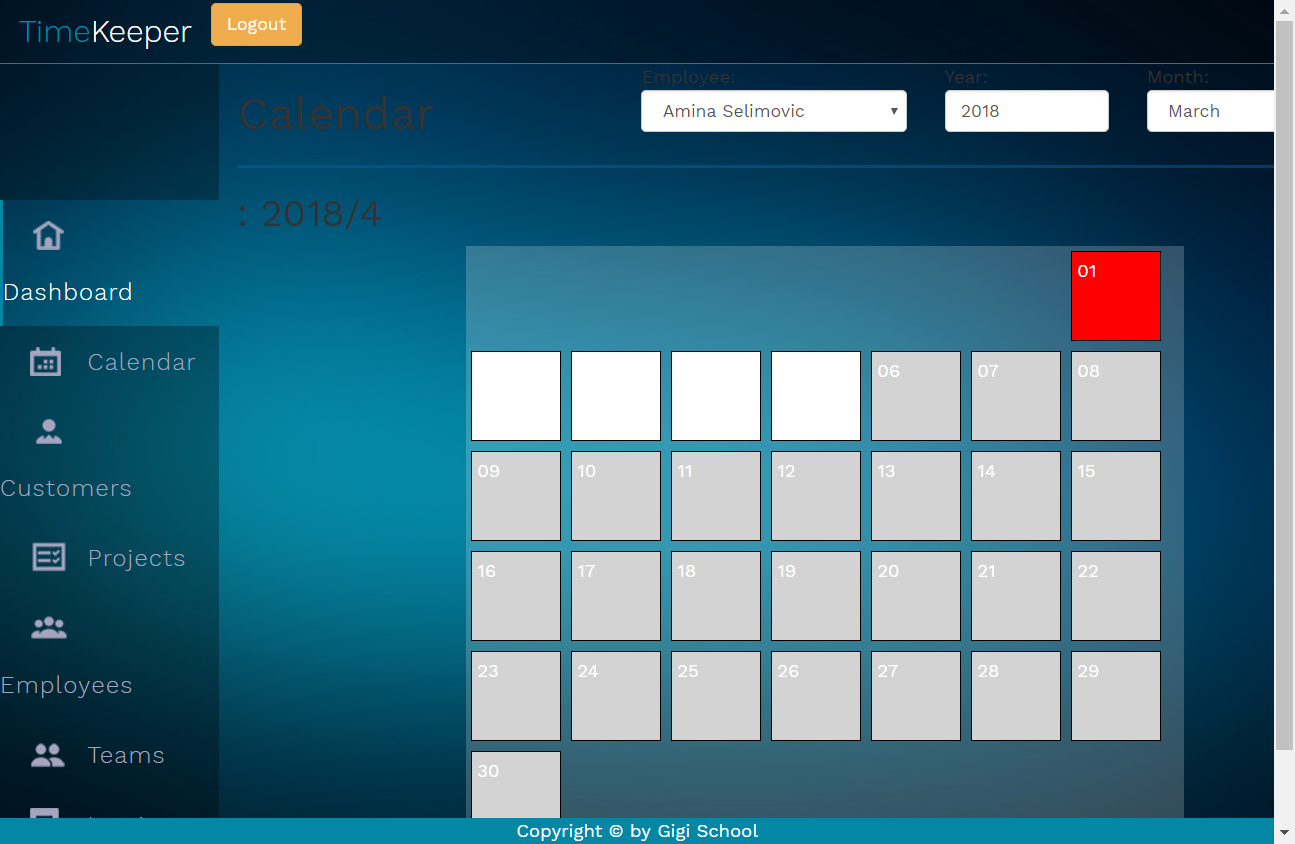 TimeKeeper Logout
Employee: Year: Month:
Calendar Amina Selimovic 2018 March
: 2018/4
Dashboard
Calendar
Customers
Projects
Employees
Teams
01
06 07 08
09 10 11 12 13 14 15
16 17 18 19 20 21 22
23 24 25 26 27 28 29
30
Copyright © by Gigi School